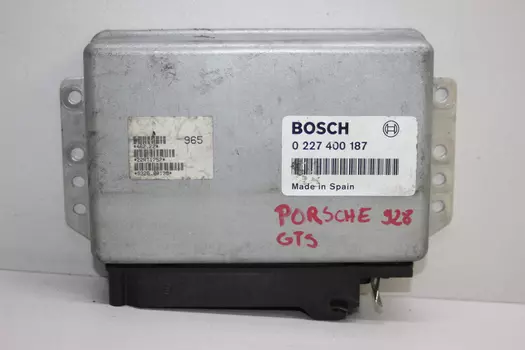 965
BOSCH
0 227 400 187
Made in Spain
PORSCHE 928
GTS